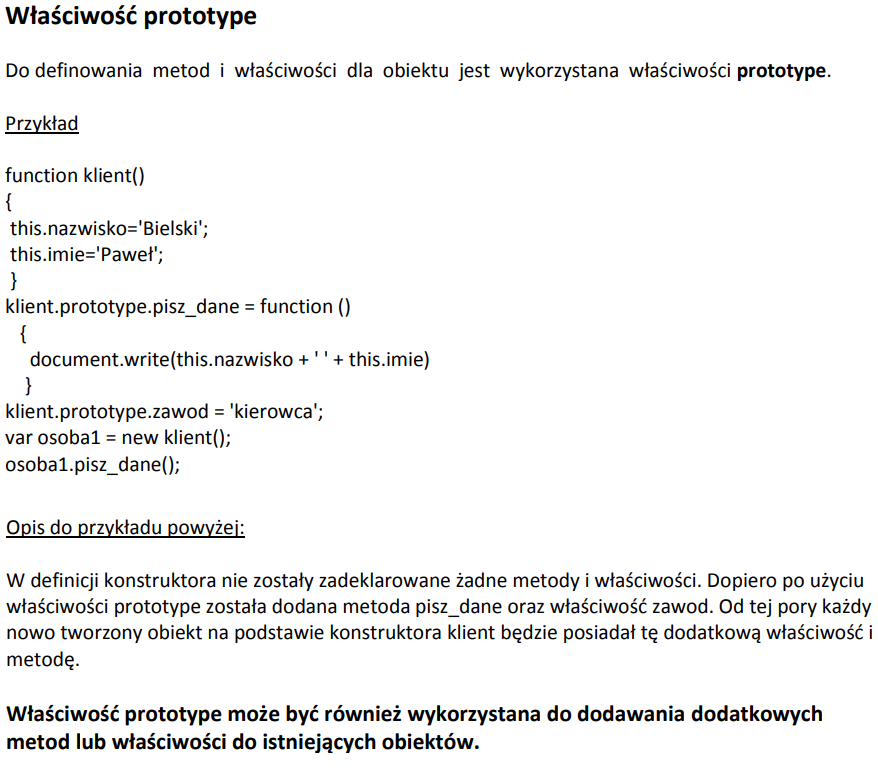 Właściwość prototype
Do definowania metod i właściwości dla obiektu jest wykorzystana właściwości prototype.
Przykład
function klient()
{
this.nazwisko='Bielski';
this.imie='Paweł';
}
klient.prototype.pisz_dane = function ()
{
document.write(this.nazwisko + ' ' + this.imie)
}
klient.prototype.zawod = 'kierowca';
var osoba1 = new klient();
osoba1.pisz_dane();
Opis do przykładu powyżej:
W definicji konstruktora nie zostały zadeklarowane żadne metody i właściwości. Dopiero po użyciu
właściwości prototype została dodana metoda pisz_dane oraz właściwość zawod. Od tej pory każdy
nowo tworzony obiekt na podstawie konstruktora klient będzie posiadał tę dodatkową właściwość i
metodę.
Właściwość prototype może być również wykorzystana do dodawania dodatkowych
metod lub właściwości do istniejących obiektów.